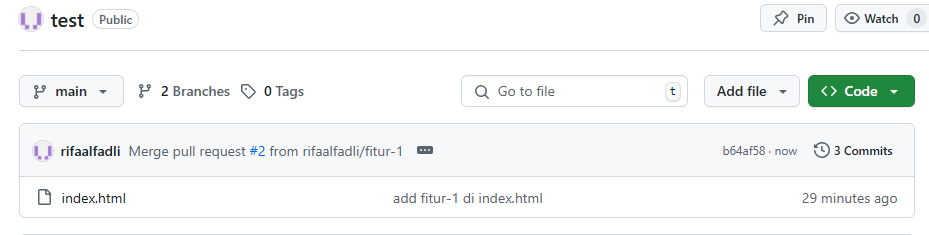 test Public Pin Watch 0
main 2 Branches 0 Tags Go to file t Add file Code
rifaalfadli Merge pull request #2 from rifaalfadli/fitur-1 b64af58 · now 3 Commits
index.html add fitur-1 di index.html 29 minutes ago